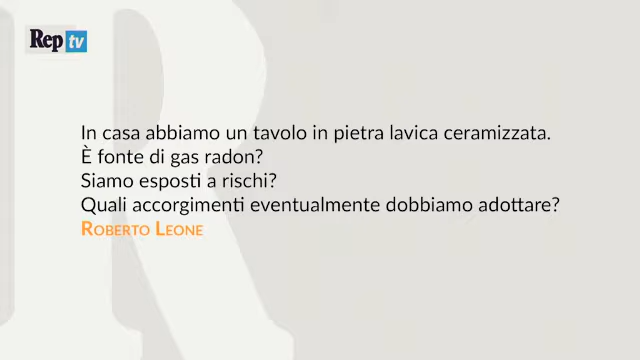 Rep tv
In casa abbiamo un tavolo in pietra lavica ceramizzata.
È fonte di gas radon?
Siamo esposti a rischi?
Quali accorgimenti eventualmente dobbiamo adottare?
Roberto Leone